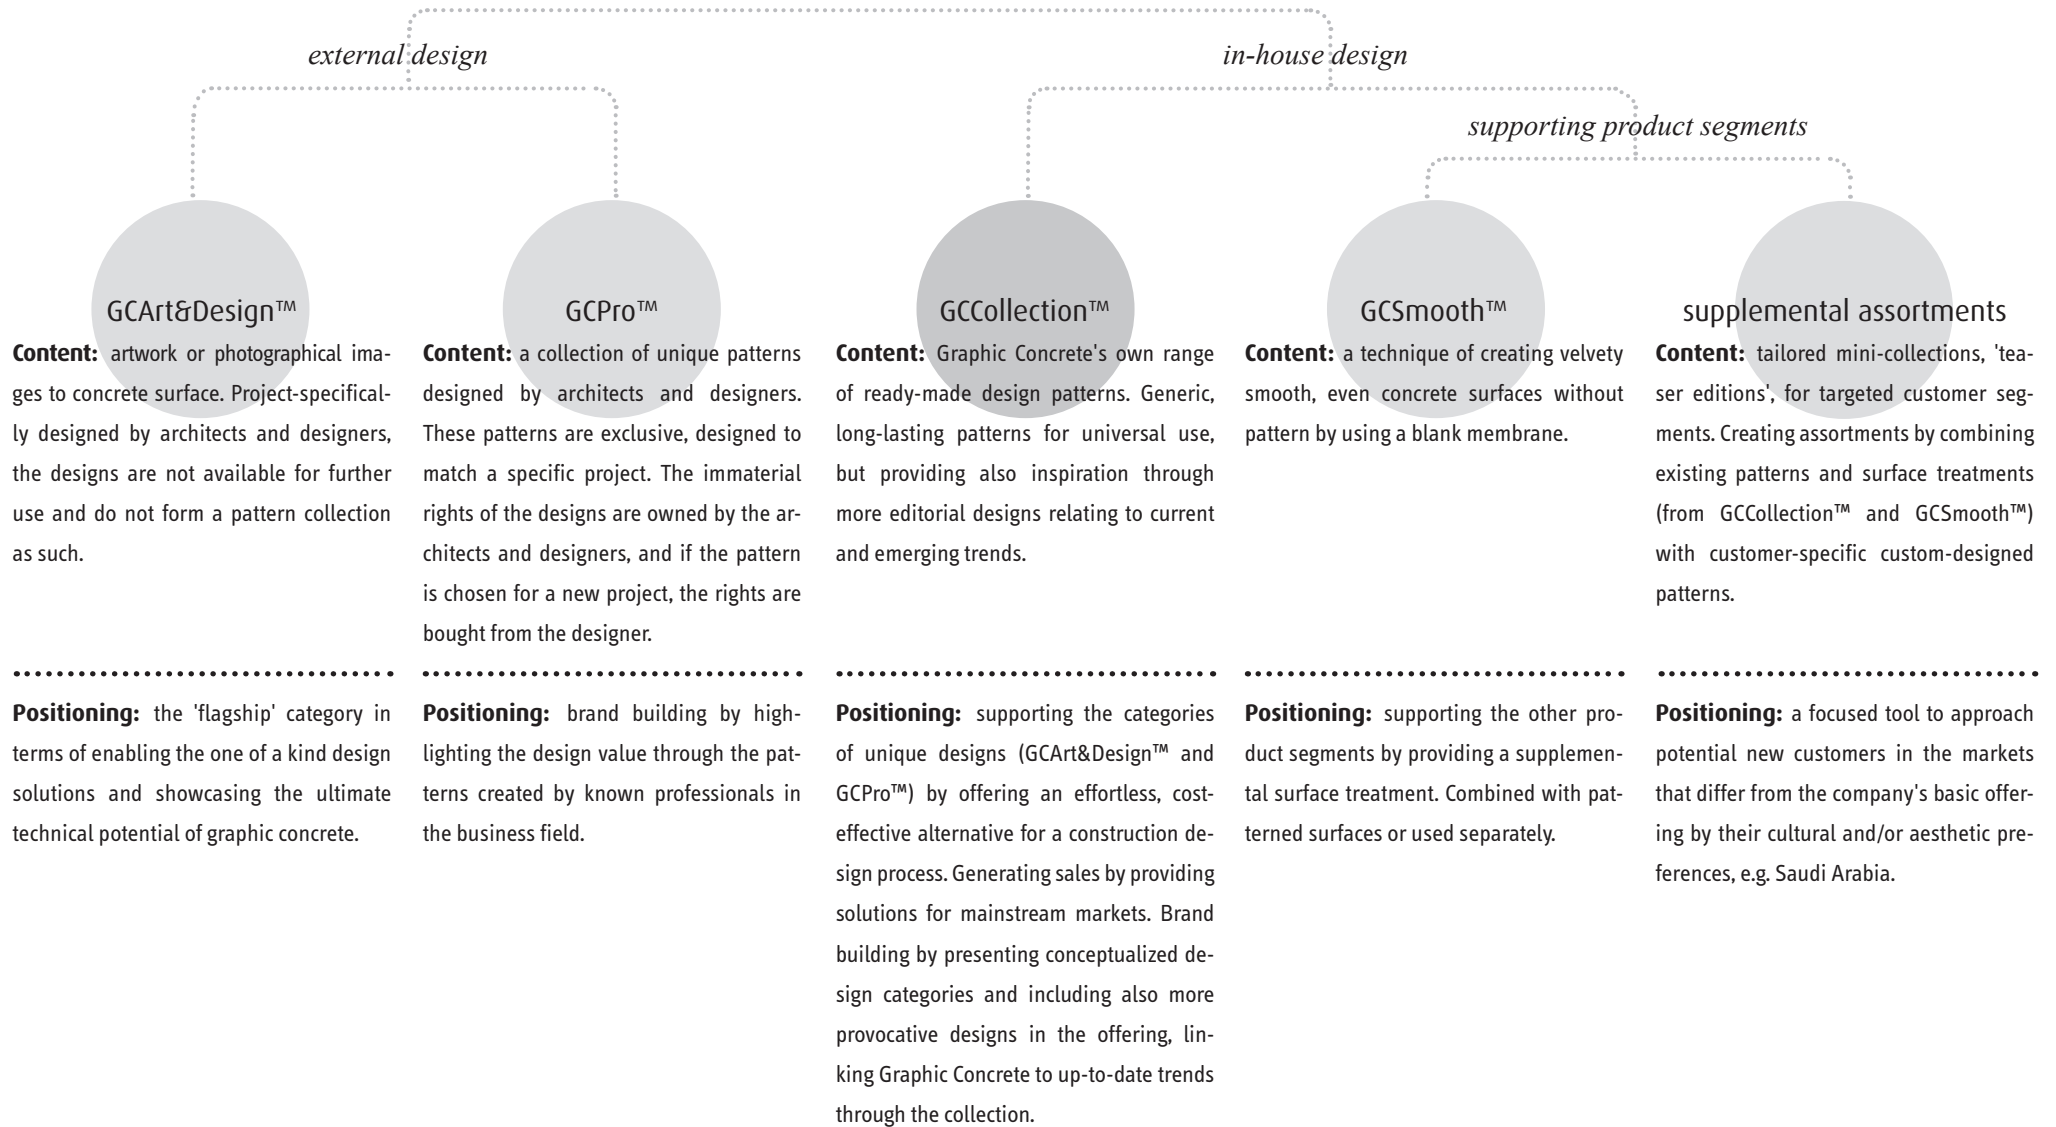 external design
in-house design
supporting product segments
GCArt&Design™
Content: artwork or photographical ima-
ges to concrete surface. Project-specifical-
ly designed by architects and designers,
the designs are not available for further
use and do not form a pattern collection
as such.
Positioning: the 'flagship' category in
terms of enabling the one of a kind design
solutions and showcasing the ultimate
technical potential of graphic concrete.
GCPro™
Content: a collection of unique patterns
designed by architects and designers.
These patterns are exclusive, designed to
match a specific project. The immaterial
rights of the designs are owned by the ar-
chitects and designers, and if the pattern
is chosen for a new project, the rights are
bought from the designer.
Positioning: brand building by high-
lighting the design value through the pat-
terns created by known professionals in
the business field.
GCCollection™
Content: Graphic Concrete's own range
of ready-made design patterns. Generic,
long-lasting patterns for universal use,
but providing also inspiration through
more editorial designs relating to current
and emerging trends.
Positioning: supporting the categories
of unique designs (GCArt&Design™ and
GCPro™) by offering an effortless, cost-
effective alternative for a construction de-
sign process. Generating sales by providing
solutions for mainstream markets. Brand
building by presenting conceptualized de-
sign categories and including also more
provocative designs in the offering, lin-
king Graphic Concrete to up-to-date trends
through the collection.
GCSmooth™
Content: a technique of creating velvety
smooth, even concrete surfaces without
pattern by using a blank membrane.
Positioning: supporting the other pro-
duct segments by providing a supplemen-
tal surface treatment. Combined with pat-
terned surfaces or used separately.
supplemental assortments
Content: tailored mini-collections, 'tea-
ser editions', for targeted customer seg-
ments. Creating assortments by combining
existing patterns and surface treatments
(from GCCollection™ and GCSmooth™)
with customer-specific custom-designed
patterns.
Positioning: a focused tool to approach
potential new customers in the markets
that differ from the company's basic offer-
ing by their cultural and/or aesthetic pre-
ferences, e.g. Saudi Arabia.